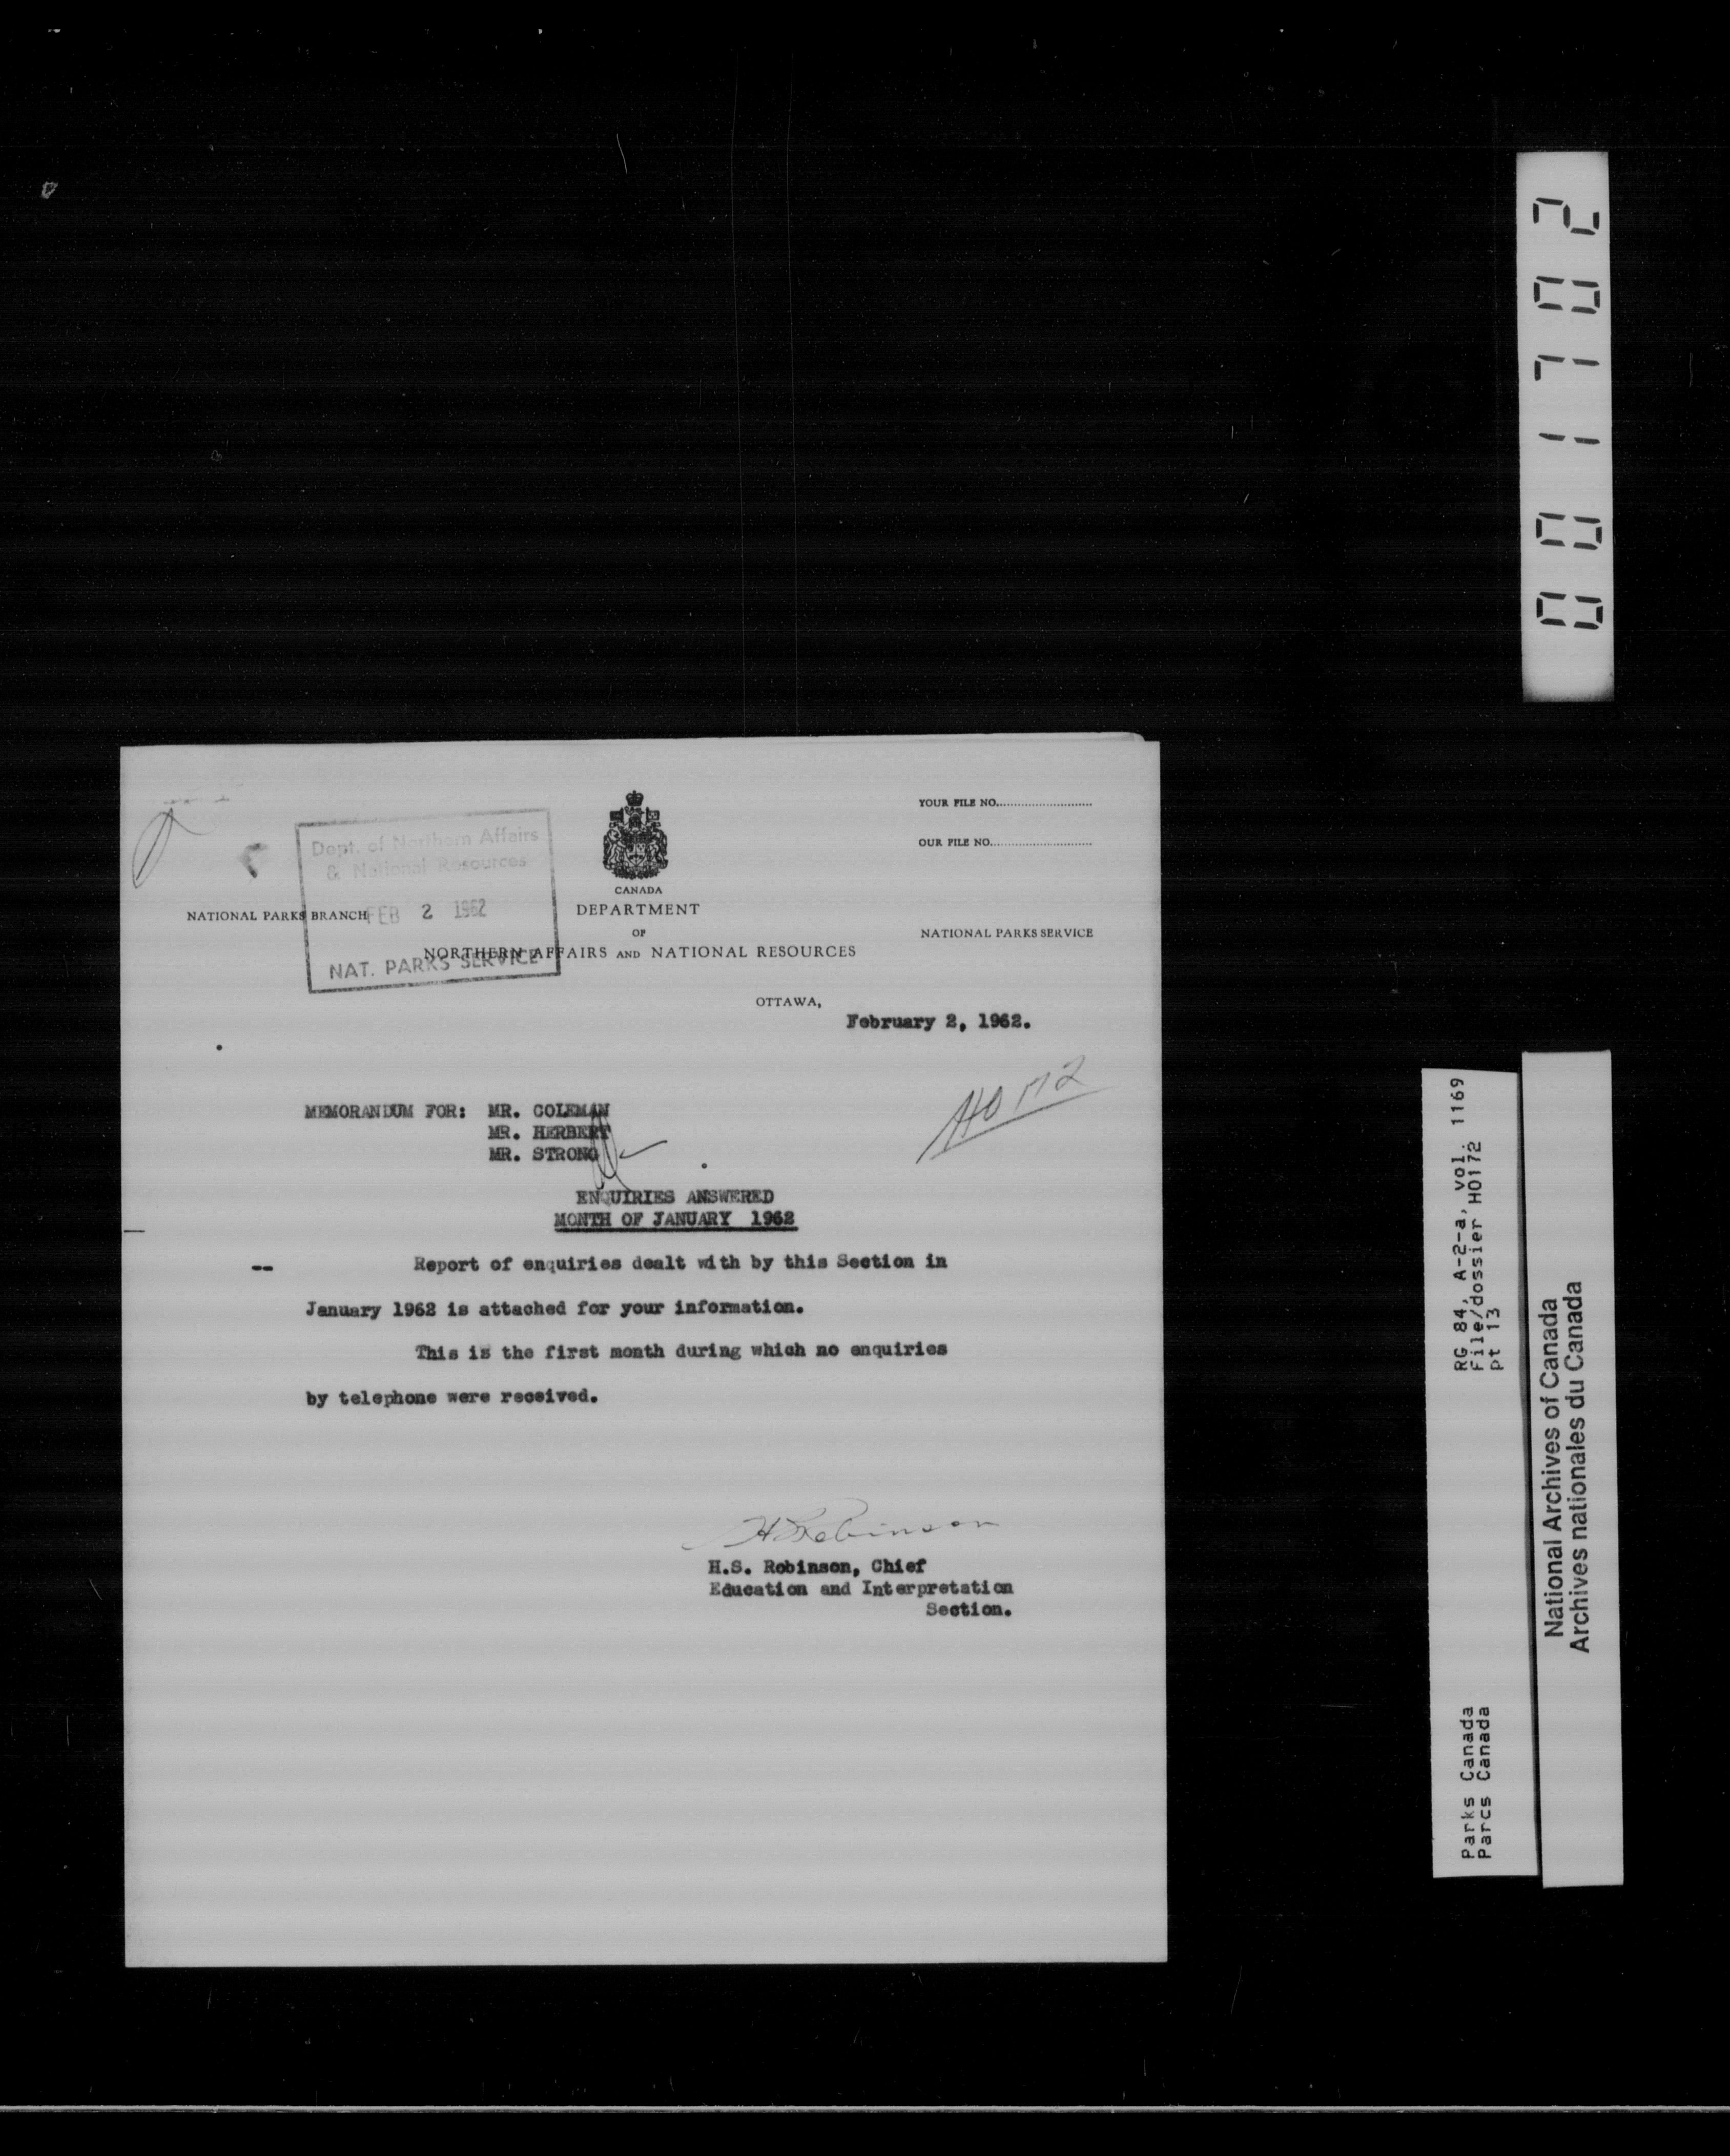 YOUR FILE NO.
OUR FILE NO.
Dept. of Northern Affairs
& National Resources
FEB 2 1962
NAT. PARKS SERVICE
CANADA
NATIONAL PARKS BRANCH
DEPARTMENT
OF
NORTHERN AFFAIRS AND NATIONAL RESOURCES
NATIONAL PARKS SERVICE
OTTAWA,
February 2, 1962.
H0172
MEMORANDUM FOR: MR. COLEMAN
MR. HERBERT
MR. STRONG
ENQUIRIES ANSWERED
MONTH OF JANUARY 1962
-- Report of enquiries dealt with by this Section in
January 1962 is attached for your information.
This is the first month during which no enquiries
by telephone were received.
HSRobinson
H.S. Robinson, Chief
Education and Interpretation
Section.
001702
Parks Canada
Parcs Canada
RG 84, A-2-a, vol. 1169
File/dossier H0172
pt 13
National Archives of Canada
Archives nationales du Canada